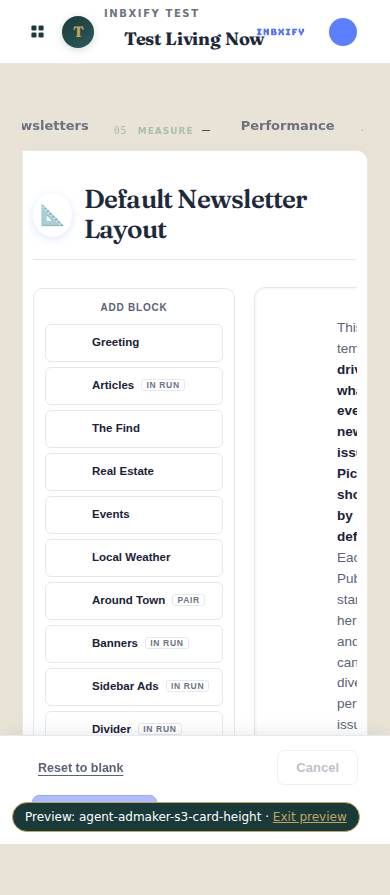 INBXIFY TEST
T
Test Living Now
INBXIFY
wsletters
05 MEASURE —
Performance
Default Newsletter
Layout
ADD BLOCK
Greeting
Articles IN RUN
The Find
Real Estate
Events
Local Weather
Around Town PAIR
Banners IN RUN
Sidebar Ads IN RUN
Divider IN RUN
This
tem
driv
wha
eve
new
issu
Pic
sho
by
def
Eac
Pub
star
her
and
can
dive
per
issu
Reset to blank
Cancel
Preview: agent-admaker-s3-card-height · Exit preview